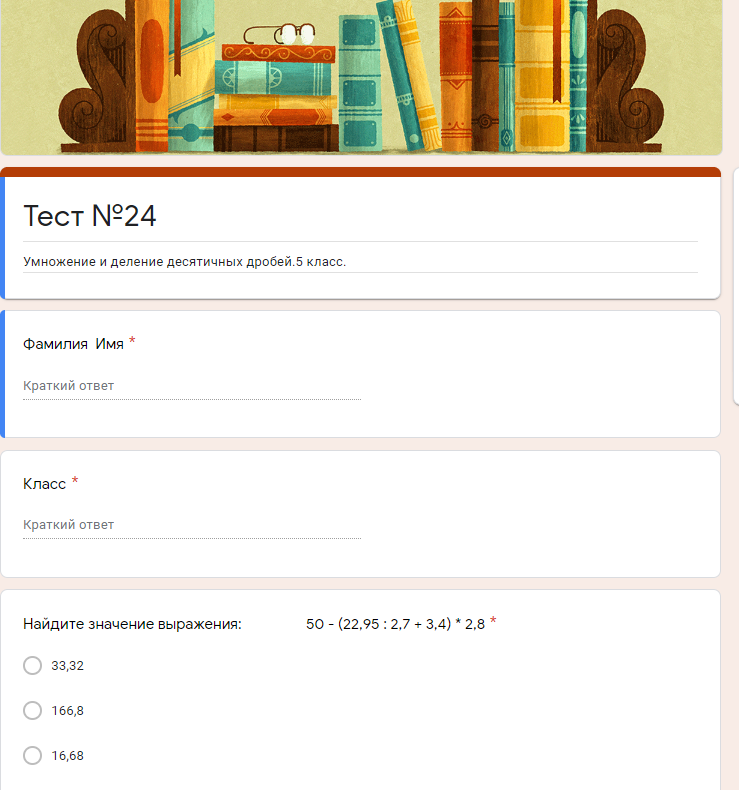 Тест №24
Умножение и деление десятичных дробей.5 класс.
Фамилия  Имя *
Краткий ответ
Класс *
Краткий ответ
Найдите значение выражения: 50 - (22,95 : 2,7 + 3,4) * 2,8 *
33,32
166,8
16,68